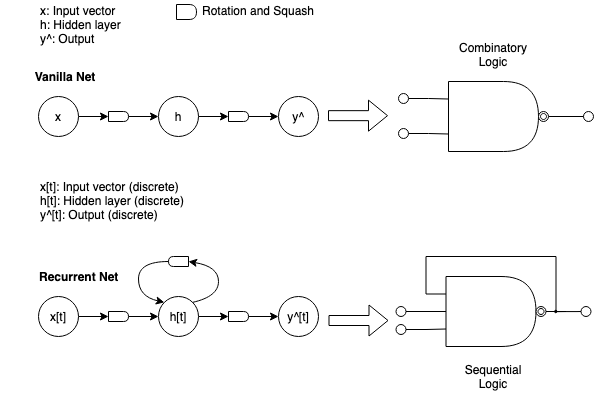 x: Input vector
h: Hidden layer
y^: Output
Rotation and Squash
Combinatory
Logic
Vanilla Net
x
h
y^
x[t]: Input vector (discrete)
h[t]: Hidden layer (discrete)
y^[t]: Output (discrete)
Recurrent Net
x[t]
h[t]
y^[t]
Sequential
Logic